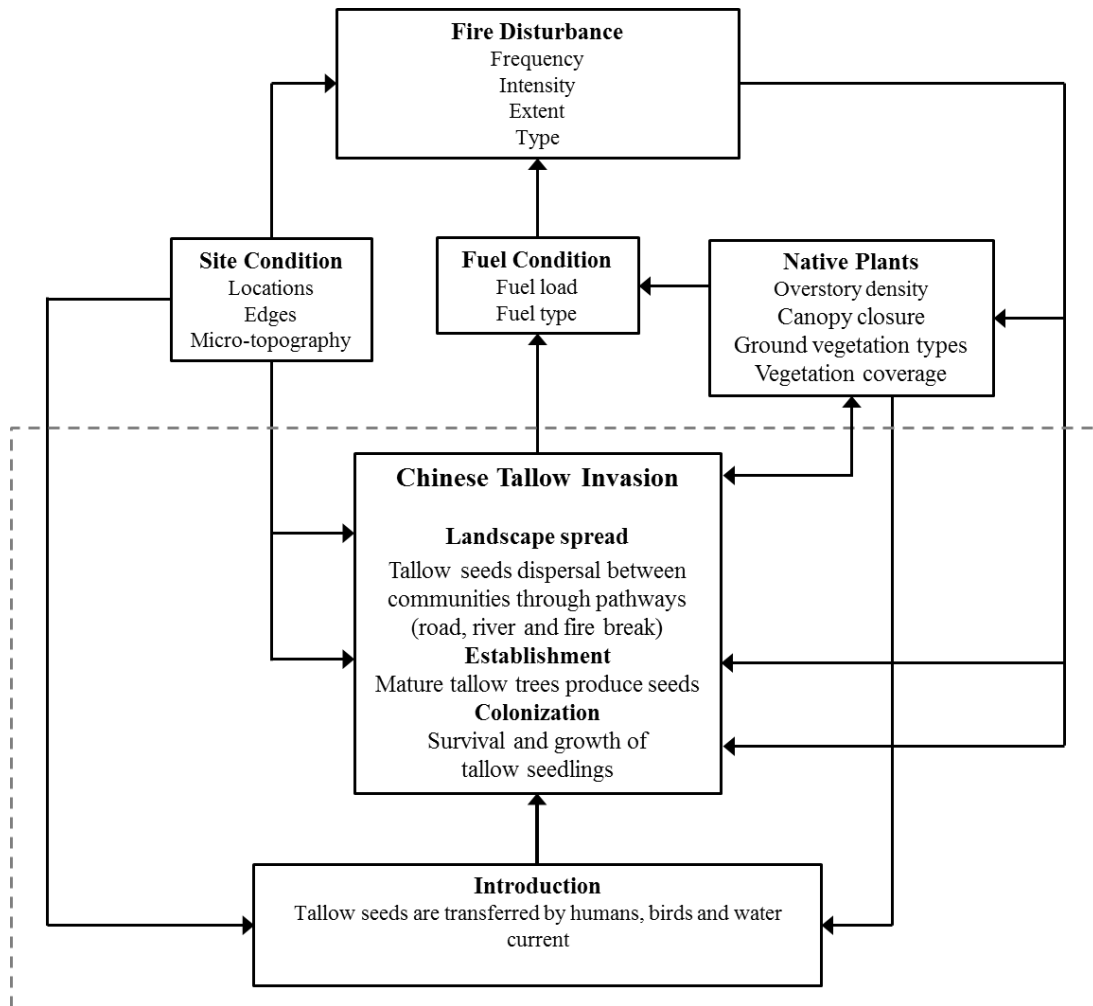 Fire Disturbance
Frequency
Intensity
Extent
Type
Site Condition
Locations
Edges
Micro-topography
Fuel Condition
Fuel load
Fuel type
Native Plants
Overstory density
Canopy closure
Ground vegetation types
Vegetation coverage
Chinese Tallow Invasion
Landscape spread
Tallow seeds dispersal between
communities through pathways
(road, river and fire break)
Establishment
Mature tallow trees produce seeds
Colonization
Survival and growth of
tallow seedlings
Introduction
Tallow seeds are transferred by humans, birds and water
current